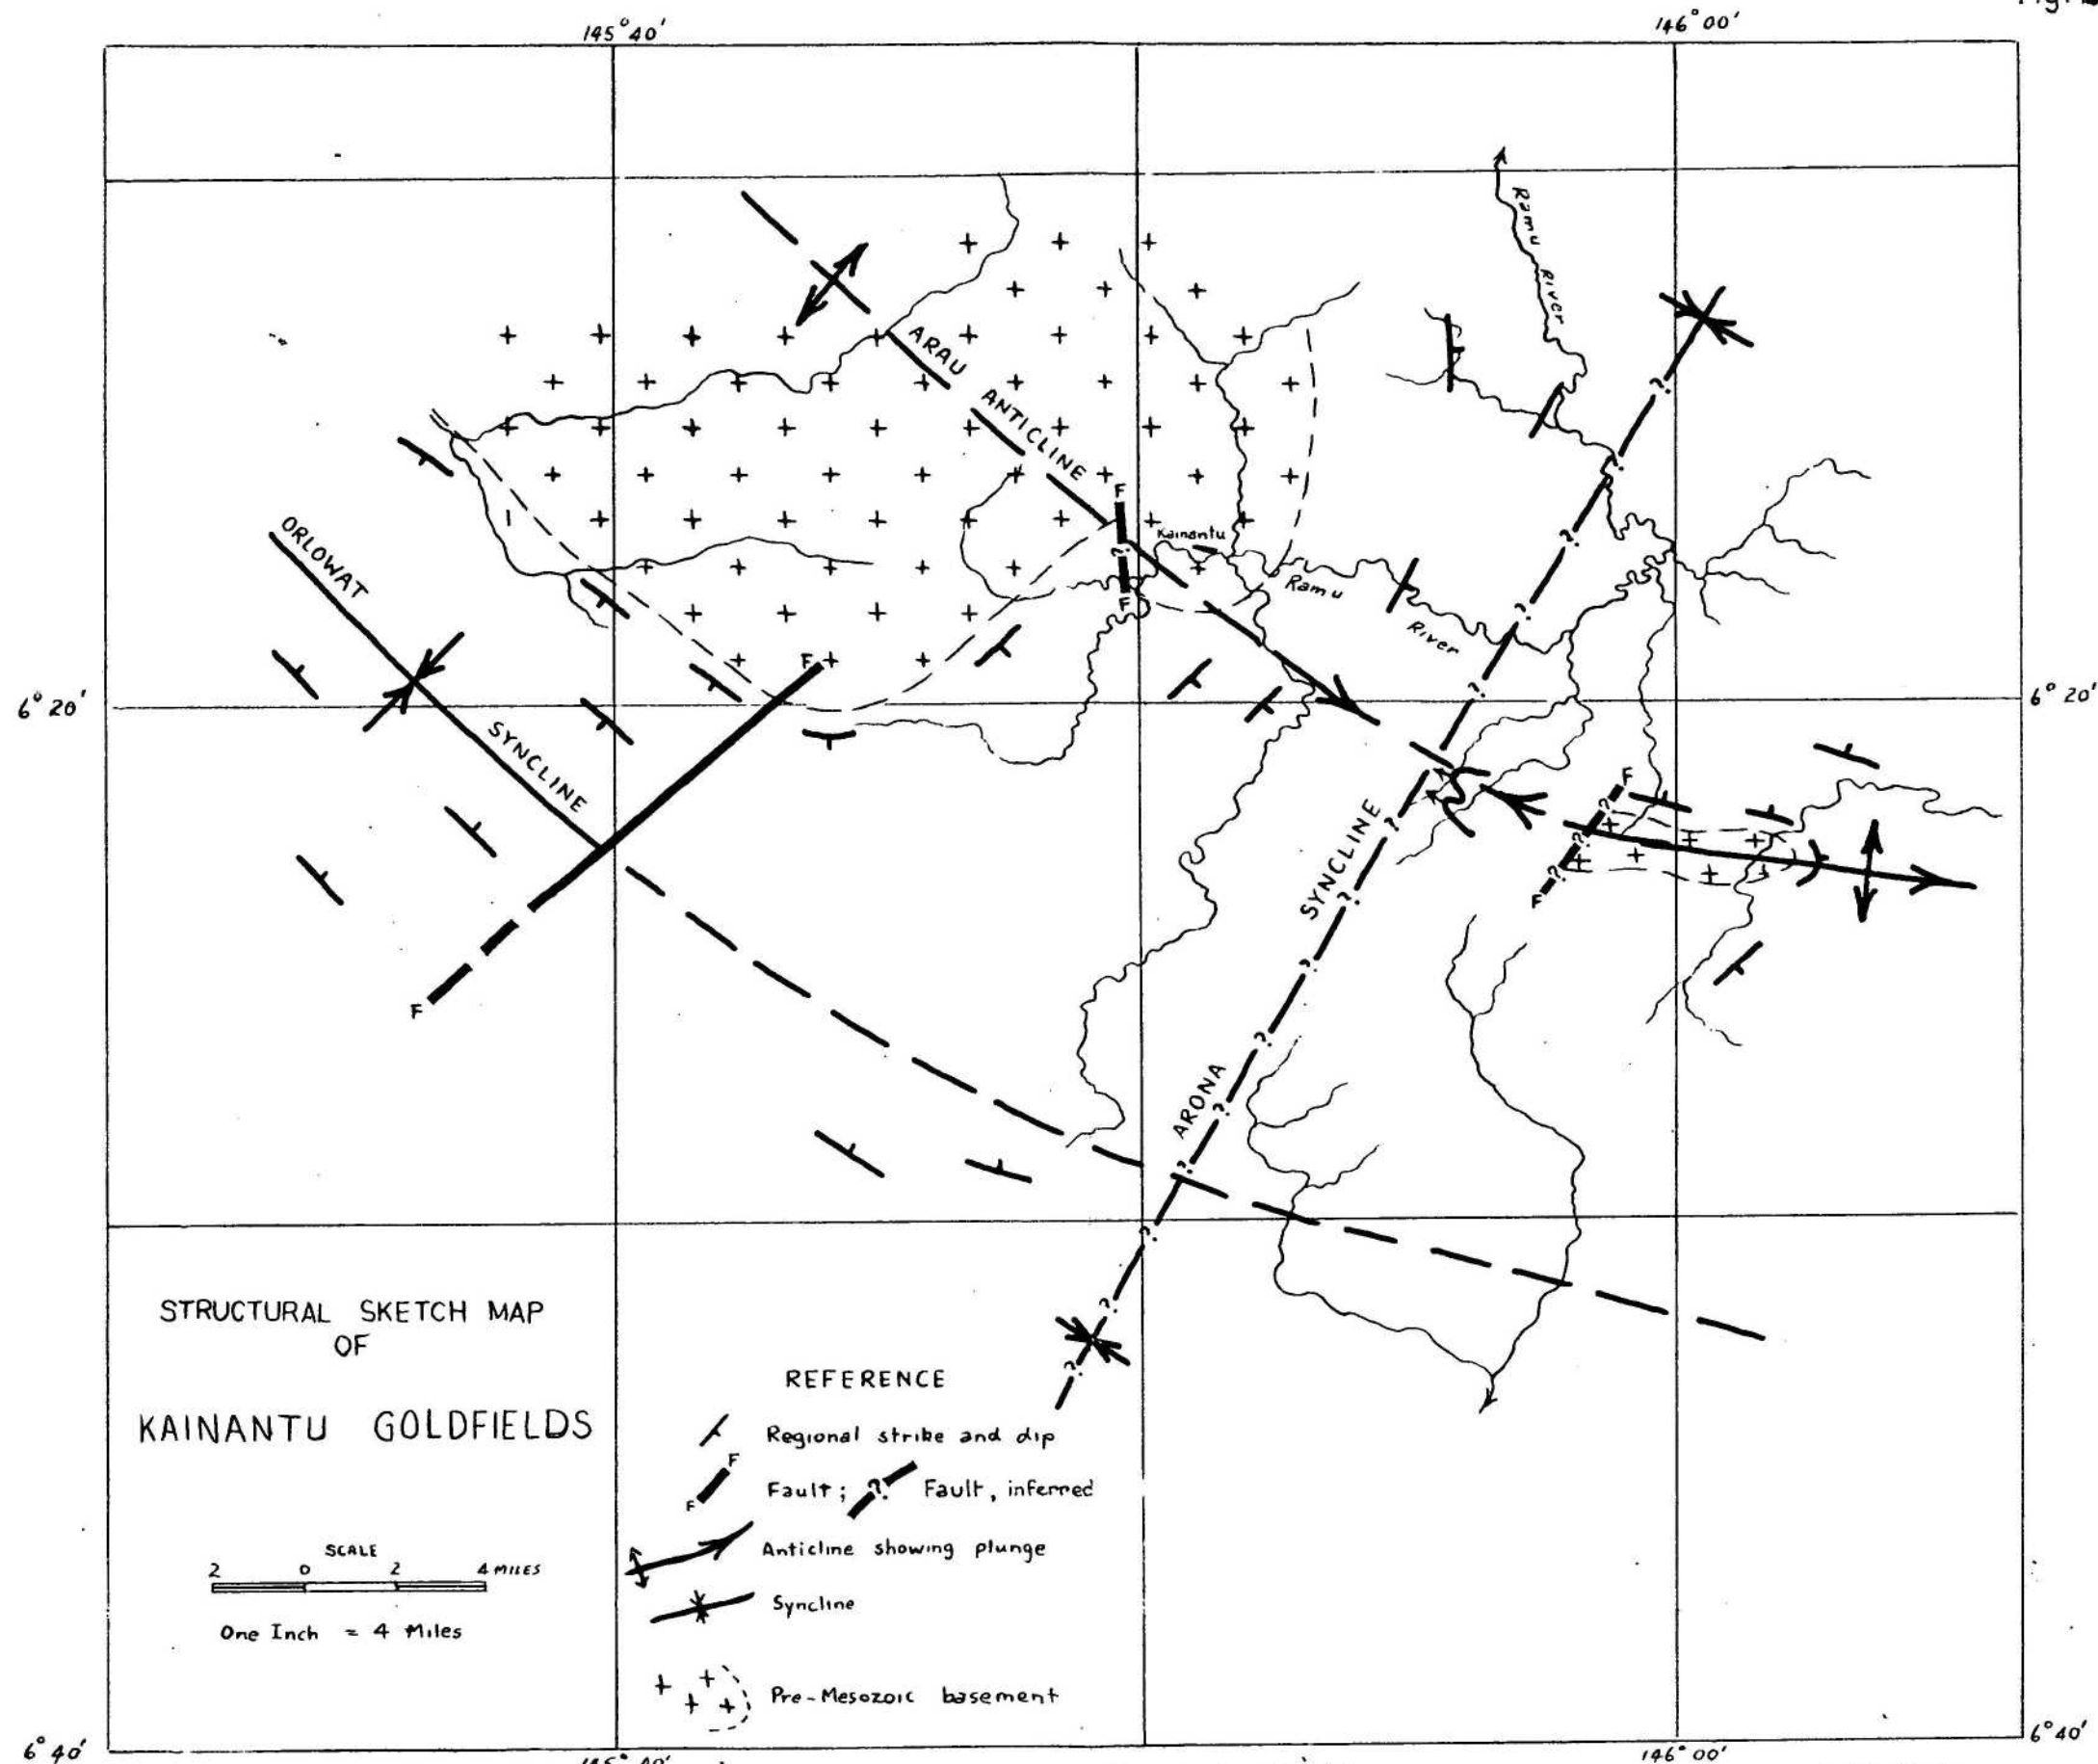 145° 40'
146° 00'
Ramu River
ARAU ANTICLINE
F
Kainantu
?
F
Ramu River
ORLOWAT SYNCLINE
F
F
6° 20'
6° 20'
ARONA SYNCLINE
? ? ? ? ? ? ? ? ? ? ? ? ? ? ?
F
? ? ?
F
STRUCTURAL SKETCH MAP
OF
KAINANTU GOLDFIELDS
SCALE
2 0 2 4 MILES
One Inch = 4 Miles
REFERENCE
Regional strike and dip
F F Fault; ? Fault, inferred
Anticline showing plunge
Syncline
Pre-Mesozoic basement
6° 40'
6° 40'
146° 00'